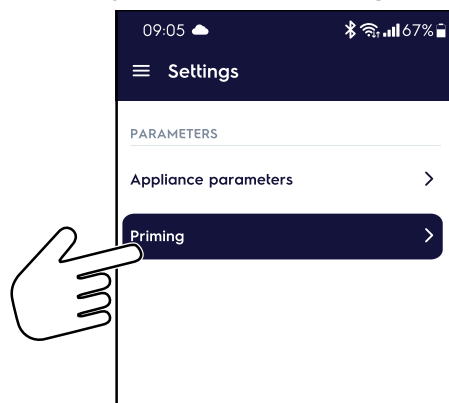 09:05 67%
Settings
PARAMETERS
Appliance parameters
Priming